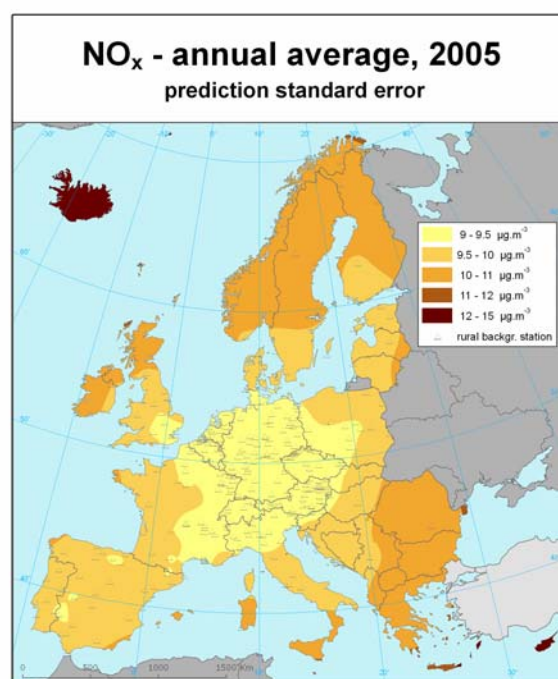 NOₓ - annual average, 2005
prediction standard error
9 - 9.5 µg.m⁻³
9.5 - 10 µg.m⁻³
10 - 11 µg.m⁻³
11 - 12 µg.m⁻³
12 - 15 µg.m⁻³
rural backgr. station
0 500 1000 1500 Km